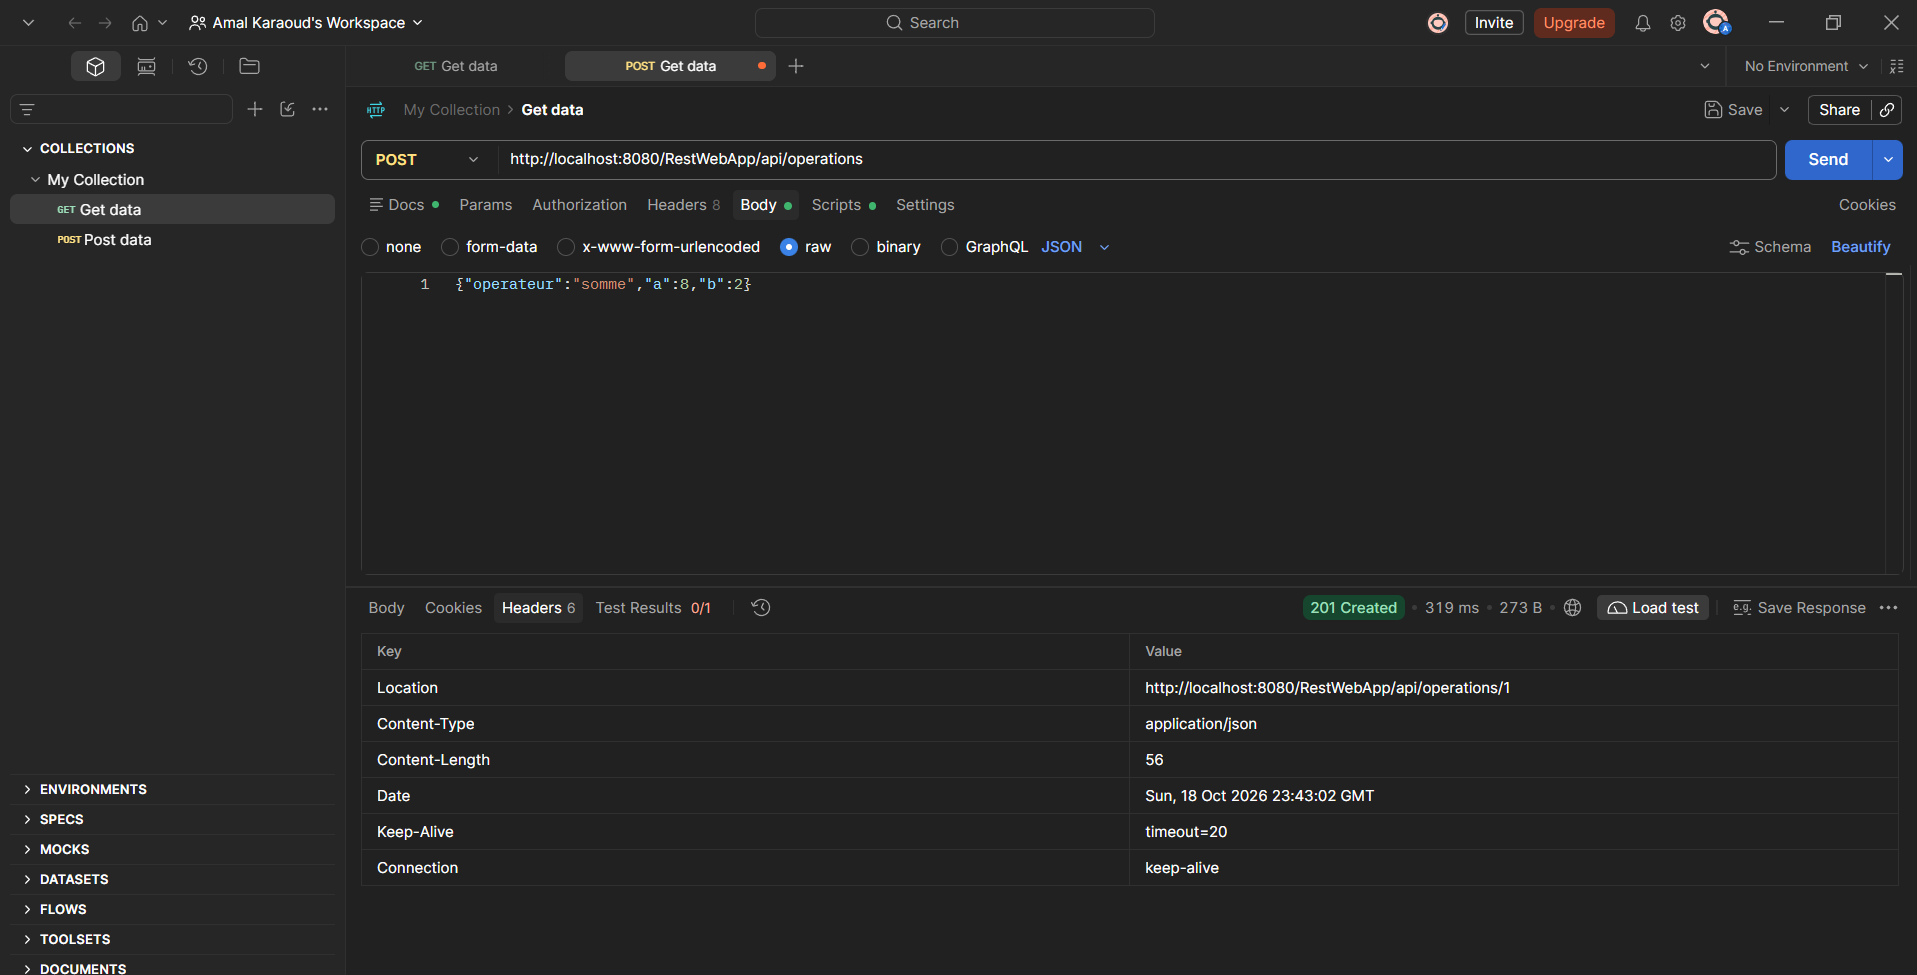 Amal Karaoud's Workspace
Search
Invite
Upgrade
A
GET Get data
POST Get data
No Environment
HTTP My Collection > Get data
Save
Share
COLLECTIONS
My Collection
GET Get data
POST Post data
POST
http://localhost:8080/RestWebApp/api/operations
Send
Docs
Params
Authorization
Headers 8
Body
Scripts
Settings
Cookies
none
form-data
x-www-form-urlencoded
raw
binary
GraphQL
JSON
Schema
Beautify
1 {"operateur":"somme","a":8,"b":2}
Body
Cookies
Headers 6
Test Results 0/1
201 Created
319 ms
273 B
Load test
e.g. Save Response
Key Value
Location http://localhost:8080/RestWebApp/api/operations/1
Content-Type application/json
Content-Length 56
Date Sun, 18 Oct 2026 23:43:02 GMT
Keep-Alive timeout=20
Connection keep-alive
ENVIRONMENTS
SPECS
MOCKS
DATASETS
FLOWS
TOOLSETS
DOCUMENTS